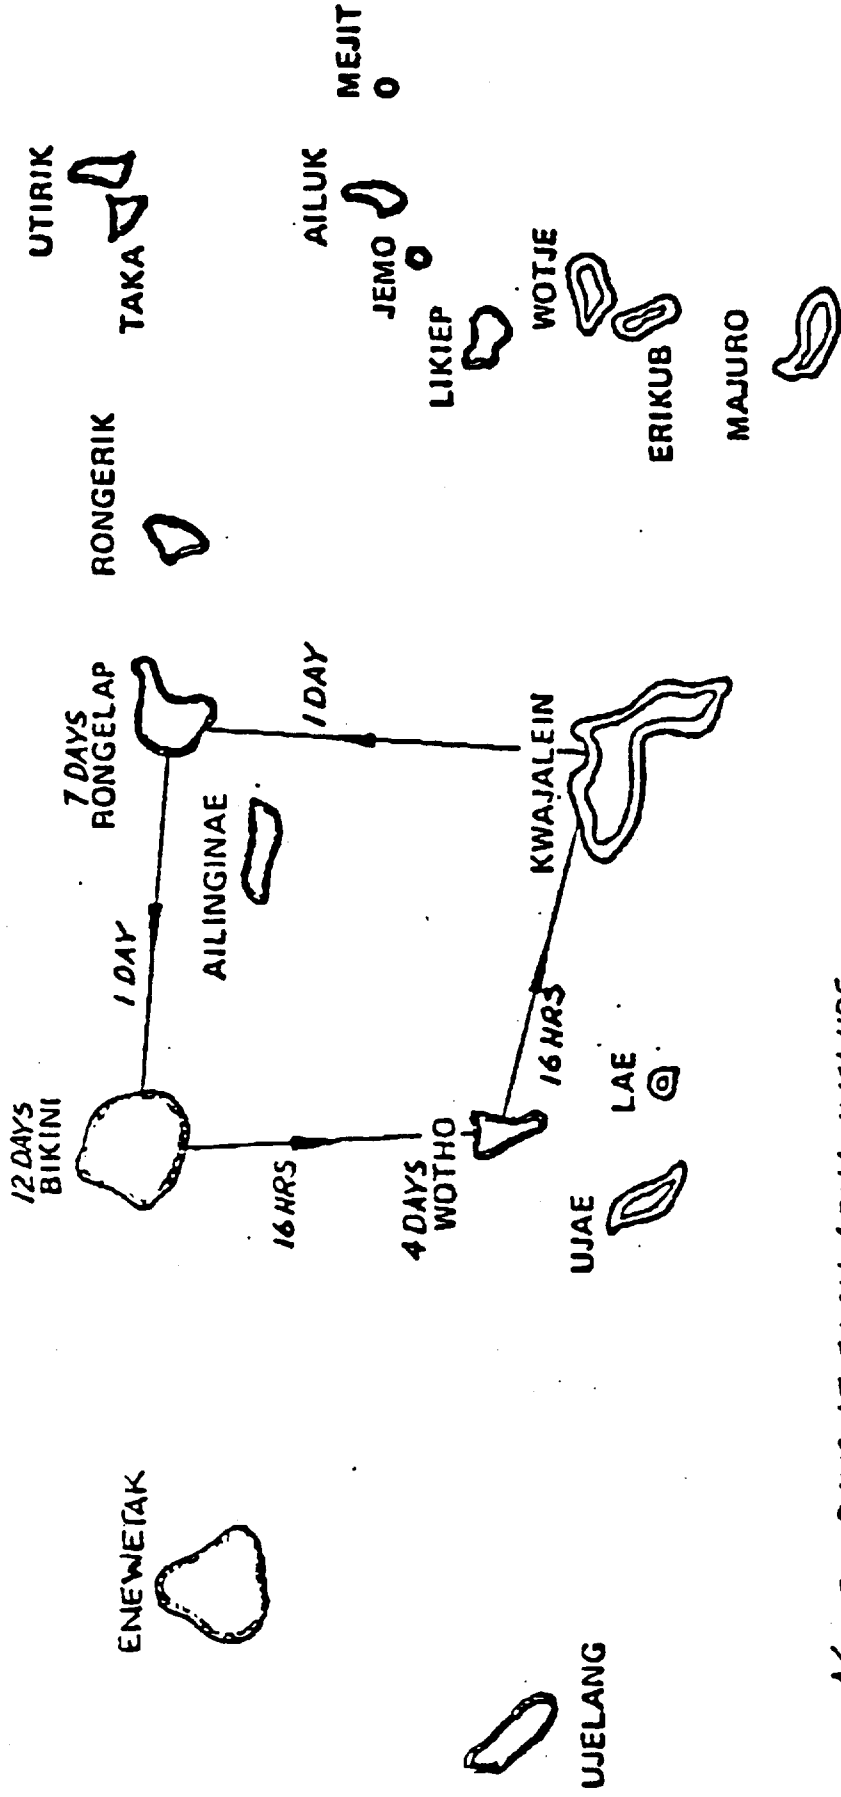 UTIRIK
TAKA
MEJIT
AILUK
JEMO
LIKIEP
WOTJE
ERIKUB
MAJURO
RONGERIK
7 DAYS
RONGELAP
1 DAY
KWAJALEIN
AILINGINAE
1 DAY
12 DAYS
BIKINI
16 HRS
4 DAYS
WOTHO
16 HRS
LAE
UJAE
ENEWETAK
UJELANG